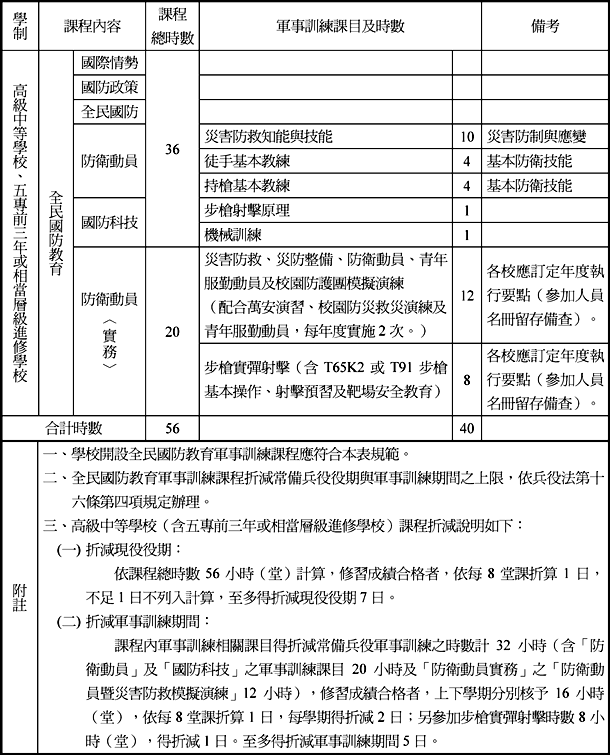 學制
課程內容
課程
總時數
軍事訓練課目及時數
備考
高級中等學校、五專前三年或相當層級進修學校
全民國防教育
國際情勢
國防政策
全民國防
防衛動員
國防科技
36
災害防救知能與技能 10 災害防制與應變
徒手基本教練 4 基本防衛技能
持槍基本教練 4 基本防衛技能
步槍射擊原理 1
機械訓練 1
防衛動員
〈實務〉
20
災害防救、災防整備、防衛動員、青年
服勤動員及校園防護團模擬演練
（配合萬安演習、校園防災救災演練及
青年服勤動員，每年度實施 2 次。）
12
各校應訂定年度執
行要點（參加人員
名冊留存備查）。
步槍實彈射擊（含 T65K2 或 T91 步槍
基本操作、射擊預習及靶場安全教育）
8
各校應訂定年度執
行要點（參加人員
名冊留存備查）。
合計時數 56 40
附註
一、學校開設全民國防教育軍事訓練課程應符合本表規範。
二、全民國防教育軍事訓練課程折減常備兵役役期與軍事訓練期間之上限，依兵役法第十
六條第四項規定辦理。
三、高級中等學校（含五專前三年或相當層級進修學校）課程折減說明如下：
(一) 折減現役役期：
依課程總時數 56 小時（堂）計算，修習成績合格者，依每 8 堂課折算 1 日，
不足 1 日不列入計算，至多得折減現役役期 7 日。
(二) 折減軍事訓練期間：
課程內軍事訓練相關課目得折減常備兵役軍事訓練之時數計 32 小時（含「防
衛動員」及「國防科技」之軍事訓練課目 20 小時及「防衛動員實務」之「防衛動
員暨災害防救模擬演練」12 小時），修習成績合格者，上下學期分別核予 16 小時
（堂），依每 8 堂課折算 1 日，每學期得折減 2 日；另參加步槍實彈射擊時數 8 小
時（堂），得折減 1 日。至多得折減軍事訓練期間 5 日。